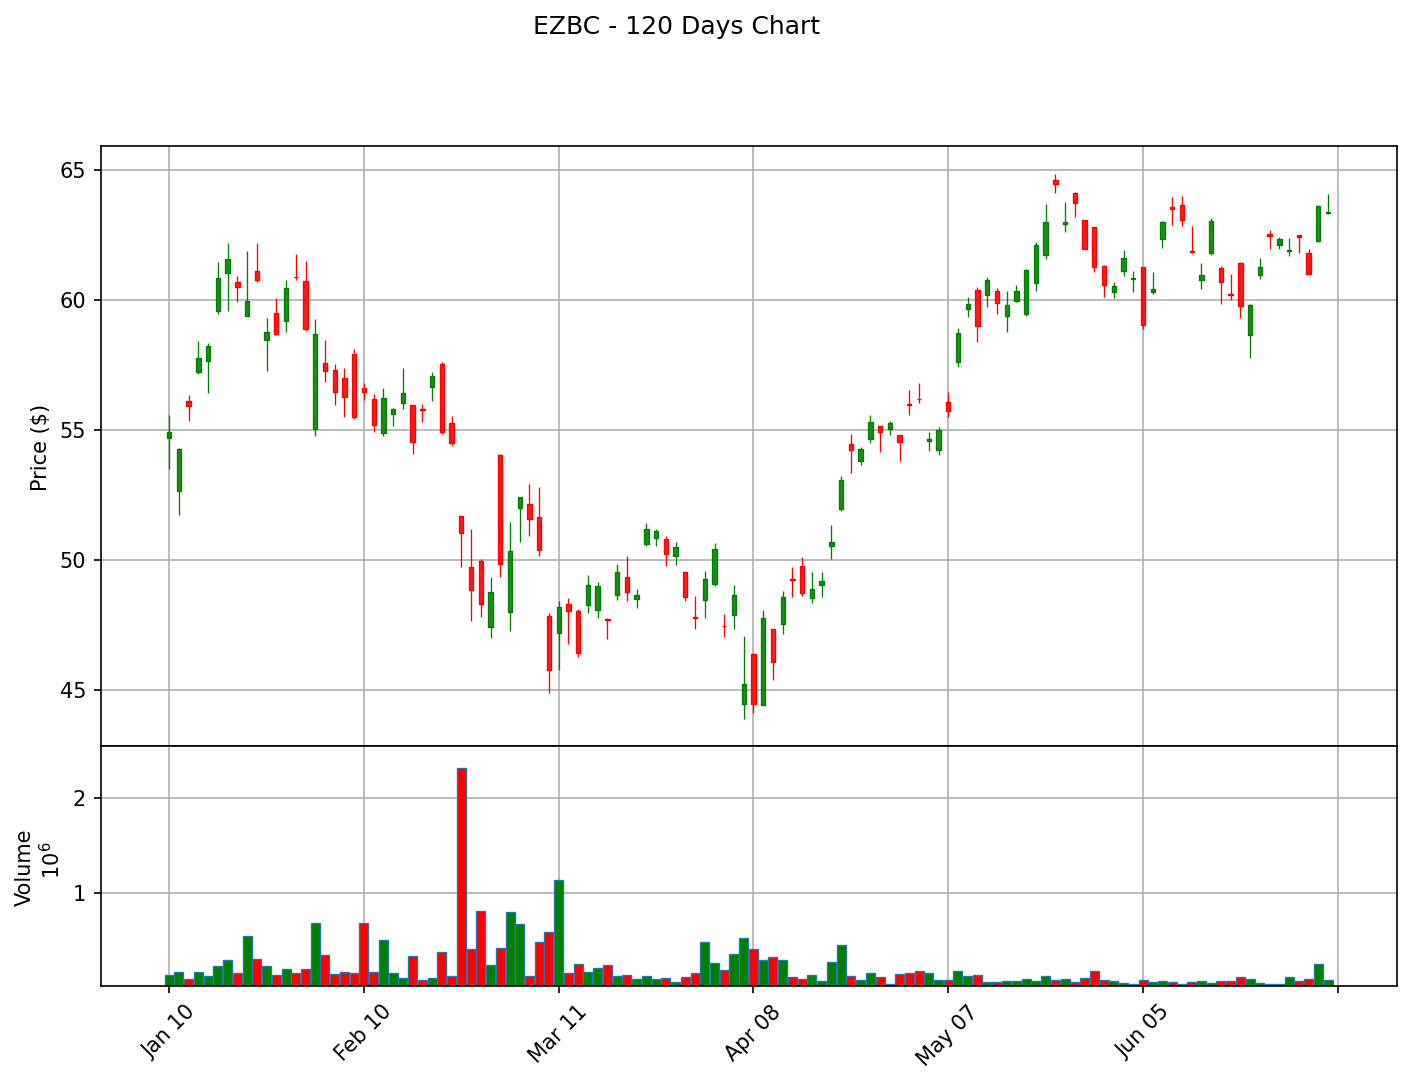 EZBC - 120 Days Chart
65
60
55
50
45
Price ($)
2
1
Volume
10⁶
Jan 10
Feb 10
Mar 11
Apr 08
May 07
Jun 05